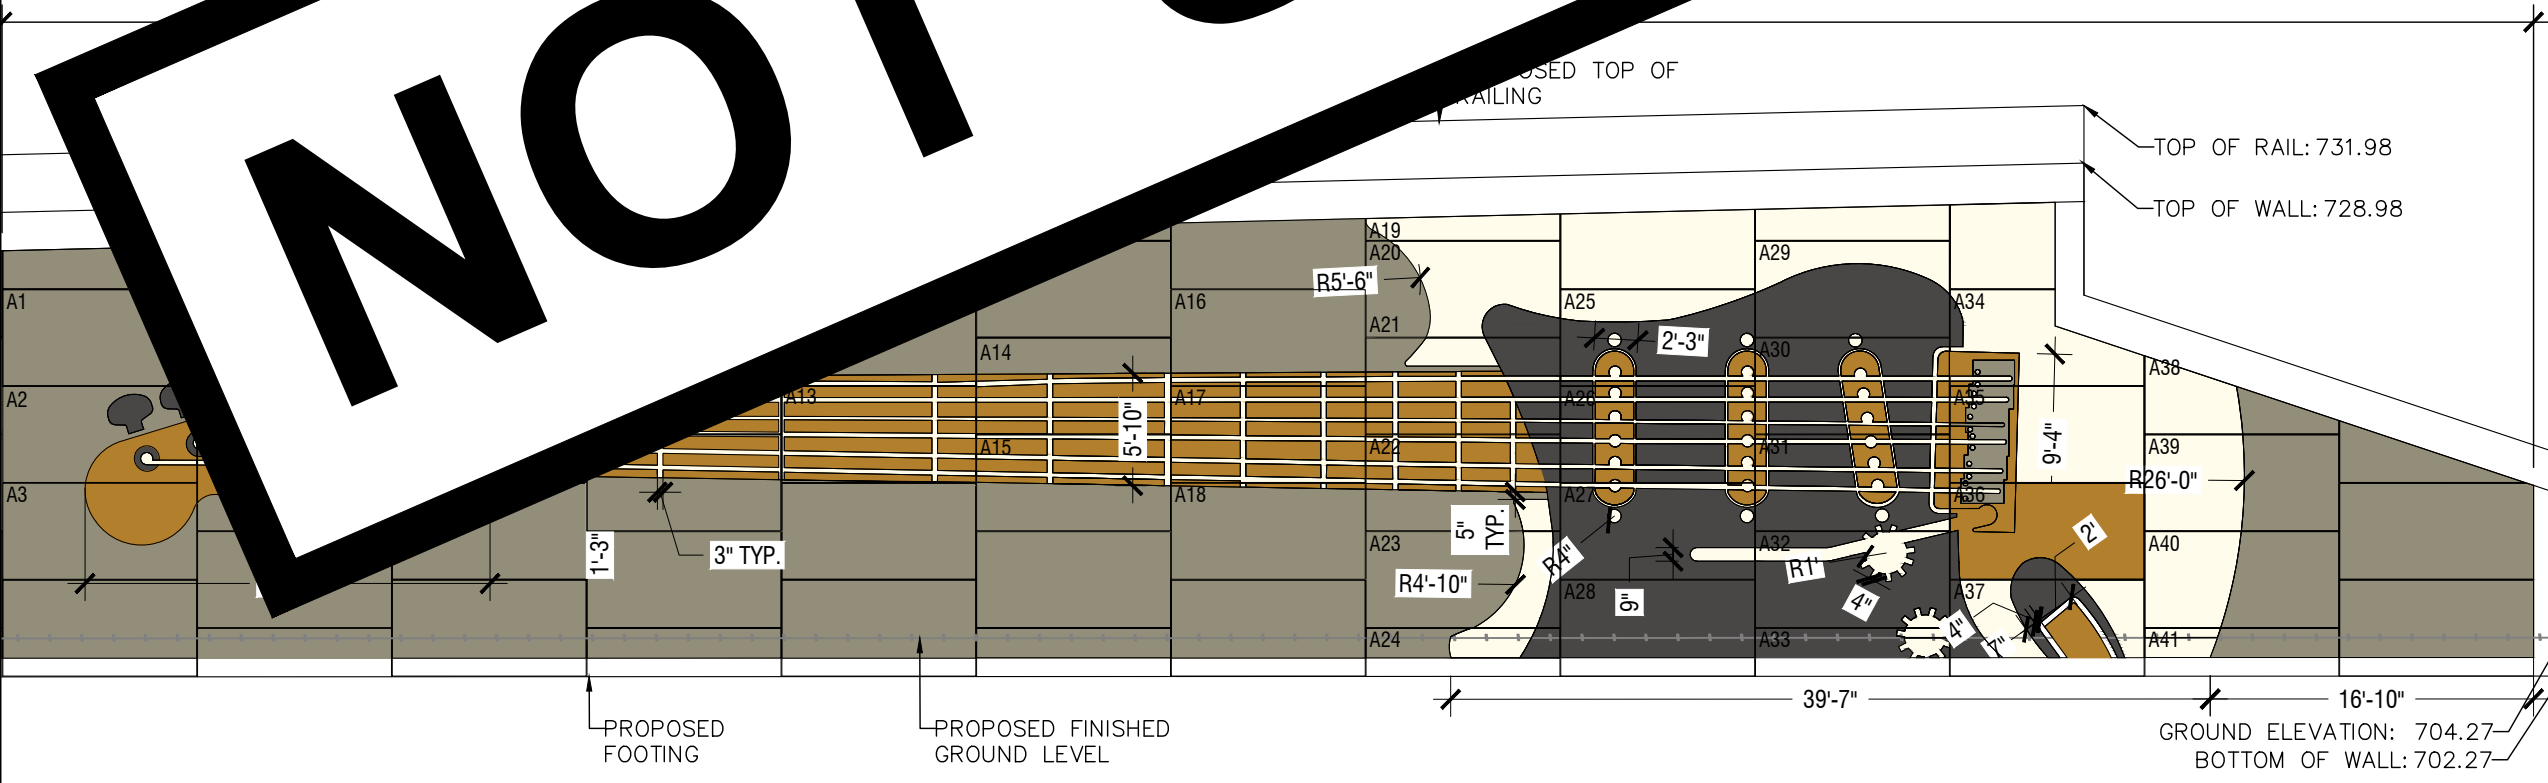 NOT
TOP OF
TOP OF RAIL: 731.98
TOP OF WALL: 728.98
A19
A20
A29
R5'-6"
A1
A16
A25
A34
A21
2'-3"
A14
A30
A38
A2
A13
A17
A26
A35
5'-10"
A15
A22
A31
9'-4"
A39
A3
A18
A27
A36
R26'-0"
5"
TYP.
2'
1'-3"
3" TYP.
A23
R4"
A32
R1'
A40
R4'-10"
A28
9"
4"
A37
4"
7"
A24
A33
A41
39'-7"
16'-10"
PROPOSED
FOOTING
PROPOSED FINISHED
GROUND LEVEL
GROUND ELEVATION: 704.27
BOTTOM OF WALL: 702.27